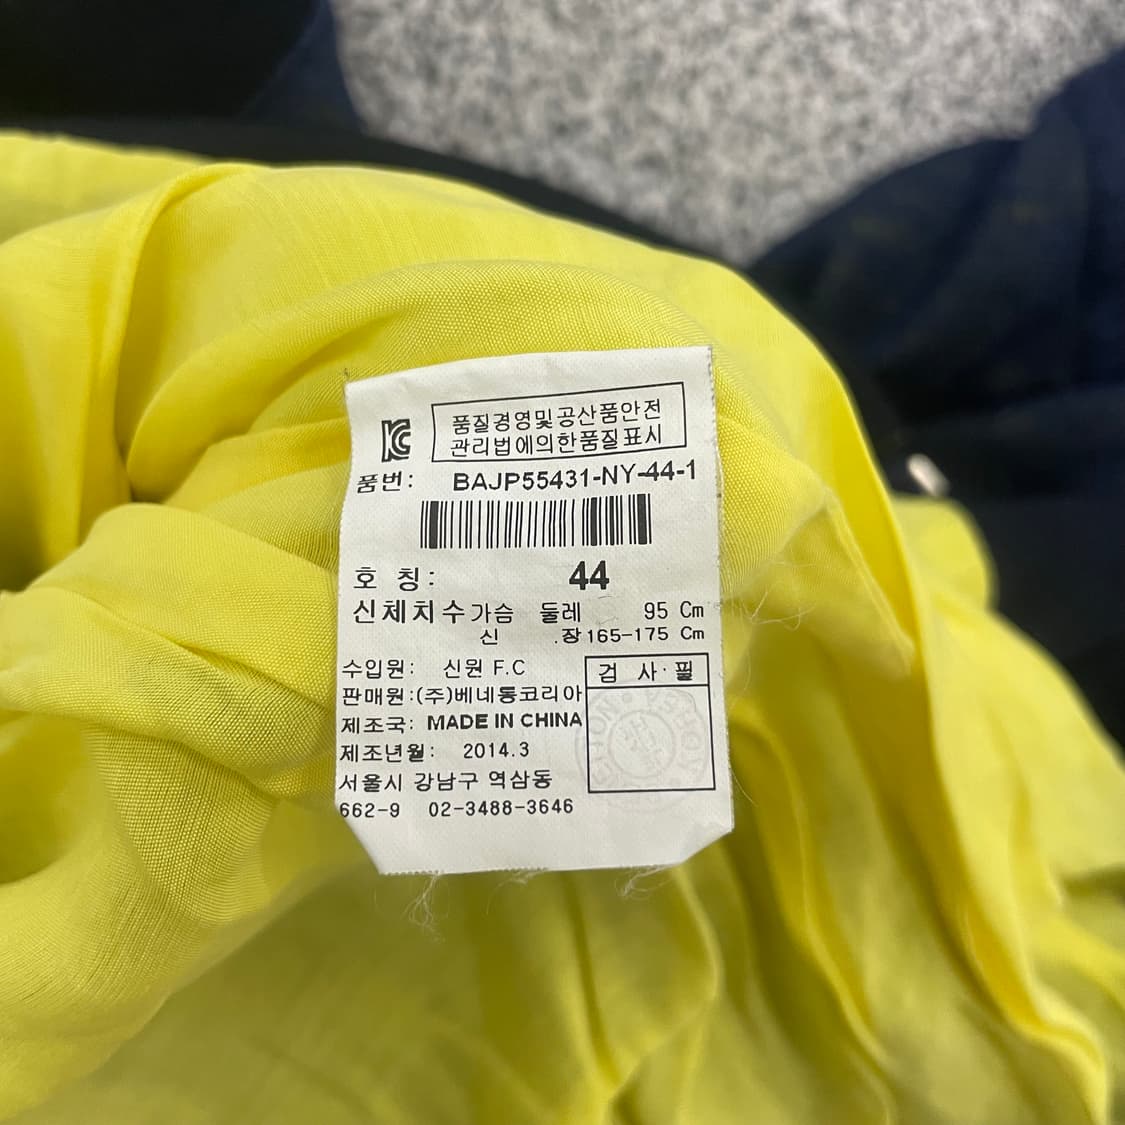 품질경영및공산품안전
관리법에의한품질표시
품번: BAJP55431-NY-44-1
호 칭: 44
신체치수 가슴 둘레 95 Cm
신 .장 165-175 Cm
수입원: 신원 F.C
검 사·필
판매원:(주)베네통코리아
제조국: MADE IN CHINA
제조년월: 2014.3
서울시 강남구 역삼동
662-9 02-3488-3646